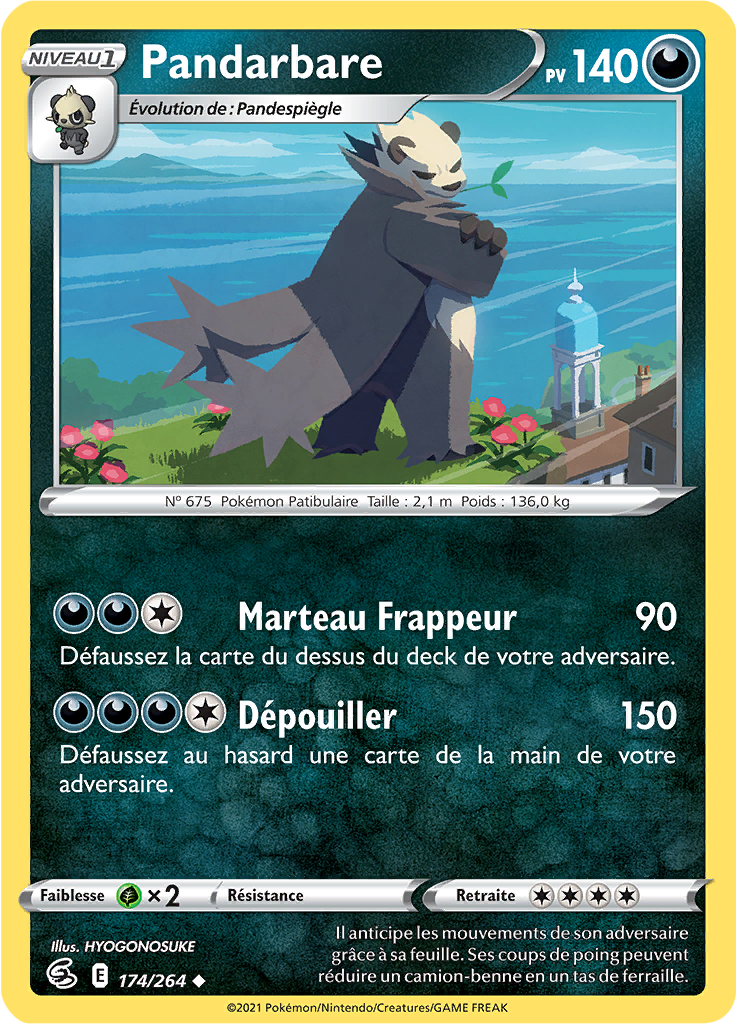 NIVEAU 1
Pandarbare
PV 140
Évolution de : Pandespiègle
N° 675 Pokémon Patibulaire Taille : 2,1 m Poids : 136,0 kg
Marteau Frappeur 90
Défaussez la carte du dessus du deck de votre adversaire.
Dépouiller 150
Défaussez au hasard une carte de la main de votre
adversaire.
Faiblesse ×2 Résistance Retraite
Illus. HYOGONOSUKE
E 174/264
Il anticipe les mouvements de son adversaire
grâce à sa feuille. Ses coups de poing peuvent
réduire un camion-benne en un tas de ferraille.
©2021 Pokémon/Nintendo/Creatures/GAME FREAK